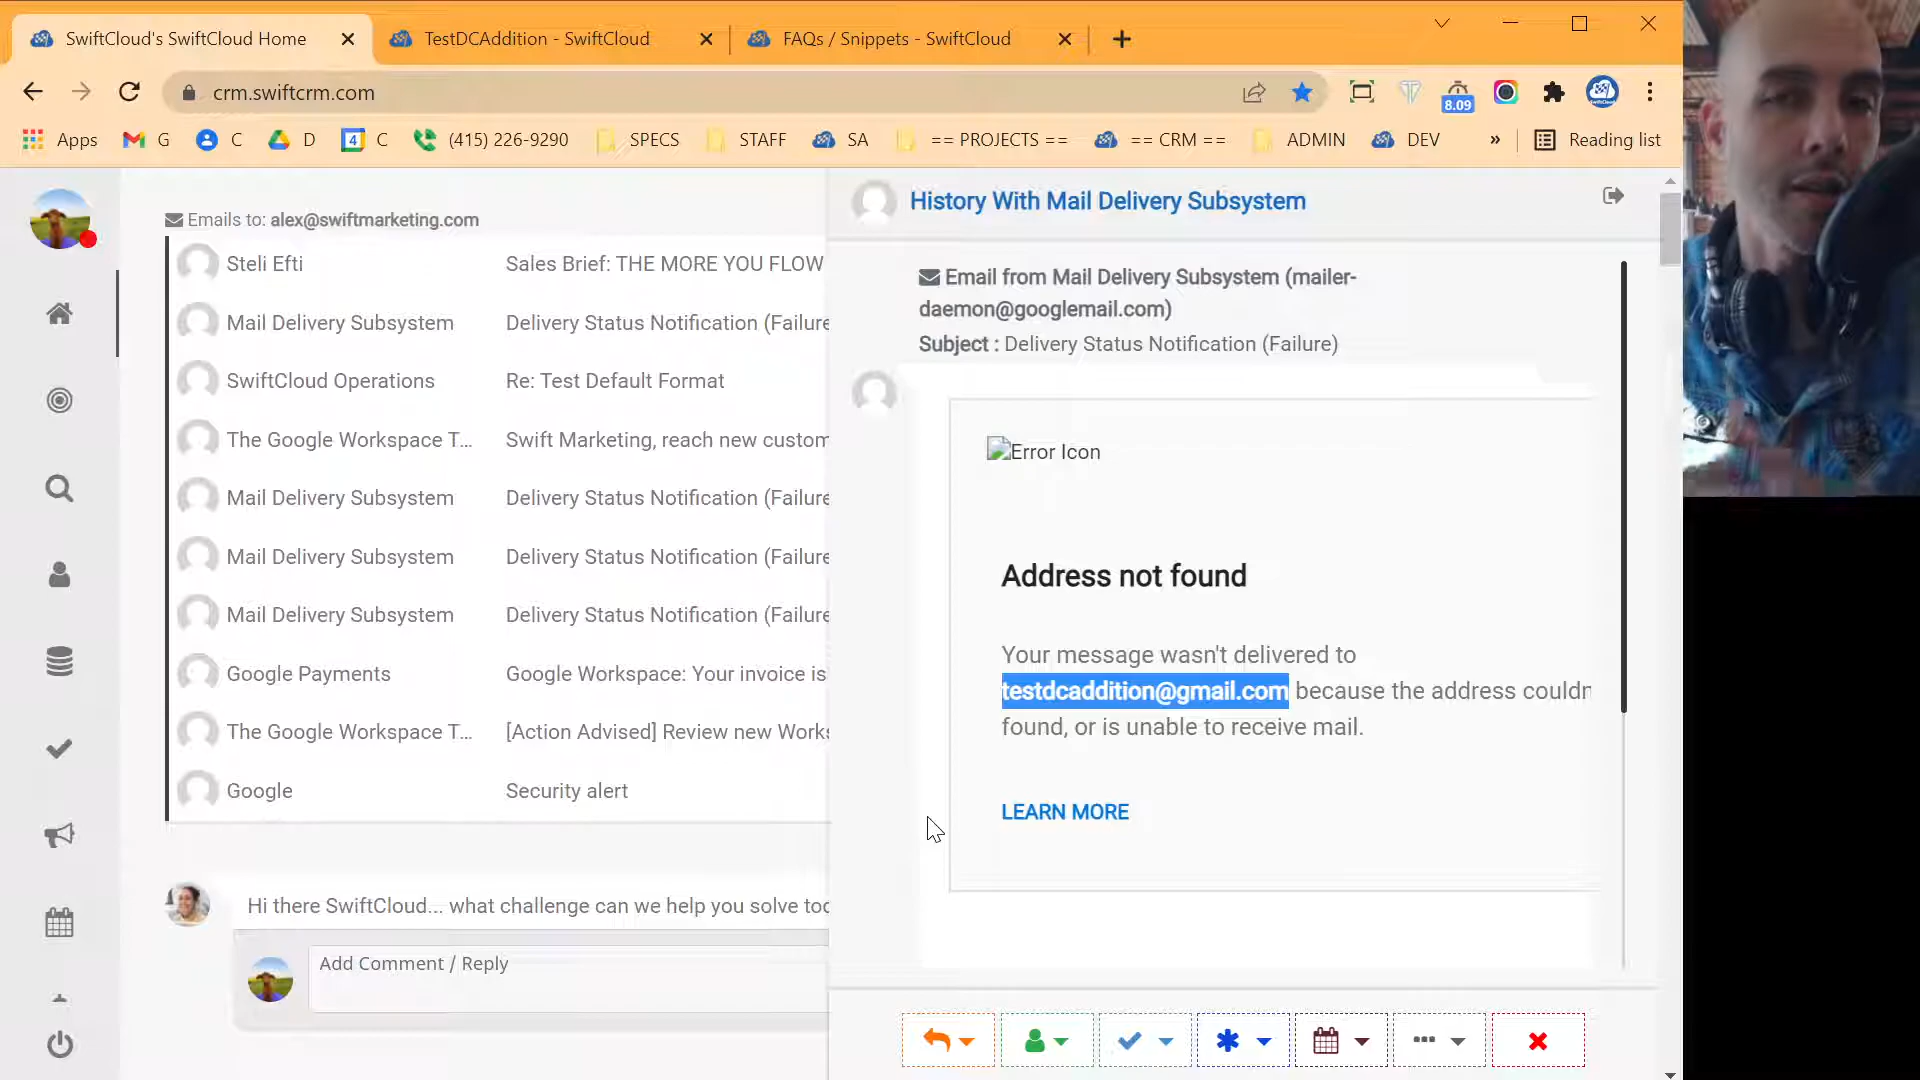 SwiftCloud's SwiftCloud Home
TestDCAddition - SwiftCloud
FAQs / Snippets - SwiftCloud
crm.swiftcrm.com
8.09
Apps
G
C
D
4
C
(415) 226-9290
SPECS
STAFF
SA
== PROJECTS ==
== CRM ==
ADMIN
DEV
»
Reading list
Emails to: alex@swiftmarketing.com
Steli Efti
Sales Brief: THE MORE YOU FLOW
Mail Delivery Subsystem
Delivery Status Notification (Failure
SwiftCloud Operations
Re: Test Default Format
The Google Workspace T...
Swift Marketing, reach new custom
Mail Delivery Subsystem
Delivery Status Notification (Failure
Mail Delivery Subsystem
Delivery Status Notification (Failure
Mail Delivery Subsystem
Delivery Status Notification (Failure
Google Payments
Google Workspace: Your invoice is
The Google Workspace T...
[Action Advised] Review new Works
Google
Security alert
Hi there SwiftCloud... what challenge can we help you solve too
Add Comment / Reply
History With Mail Delivery Subsystem
Email from Mail Delivery Subsystem (mailer-
daemon@googlemail.com)
Subject : Delivery Status Notification (Failure)
Error Icon
Address not found
Your message wasn't delivered to
testdcaddition@gmail.com because the address couldn
found, or is unable to receive mail.
LEARN MORE